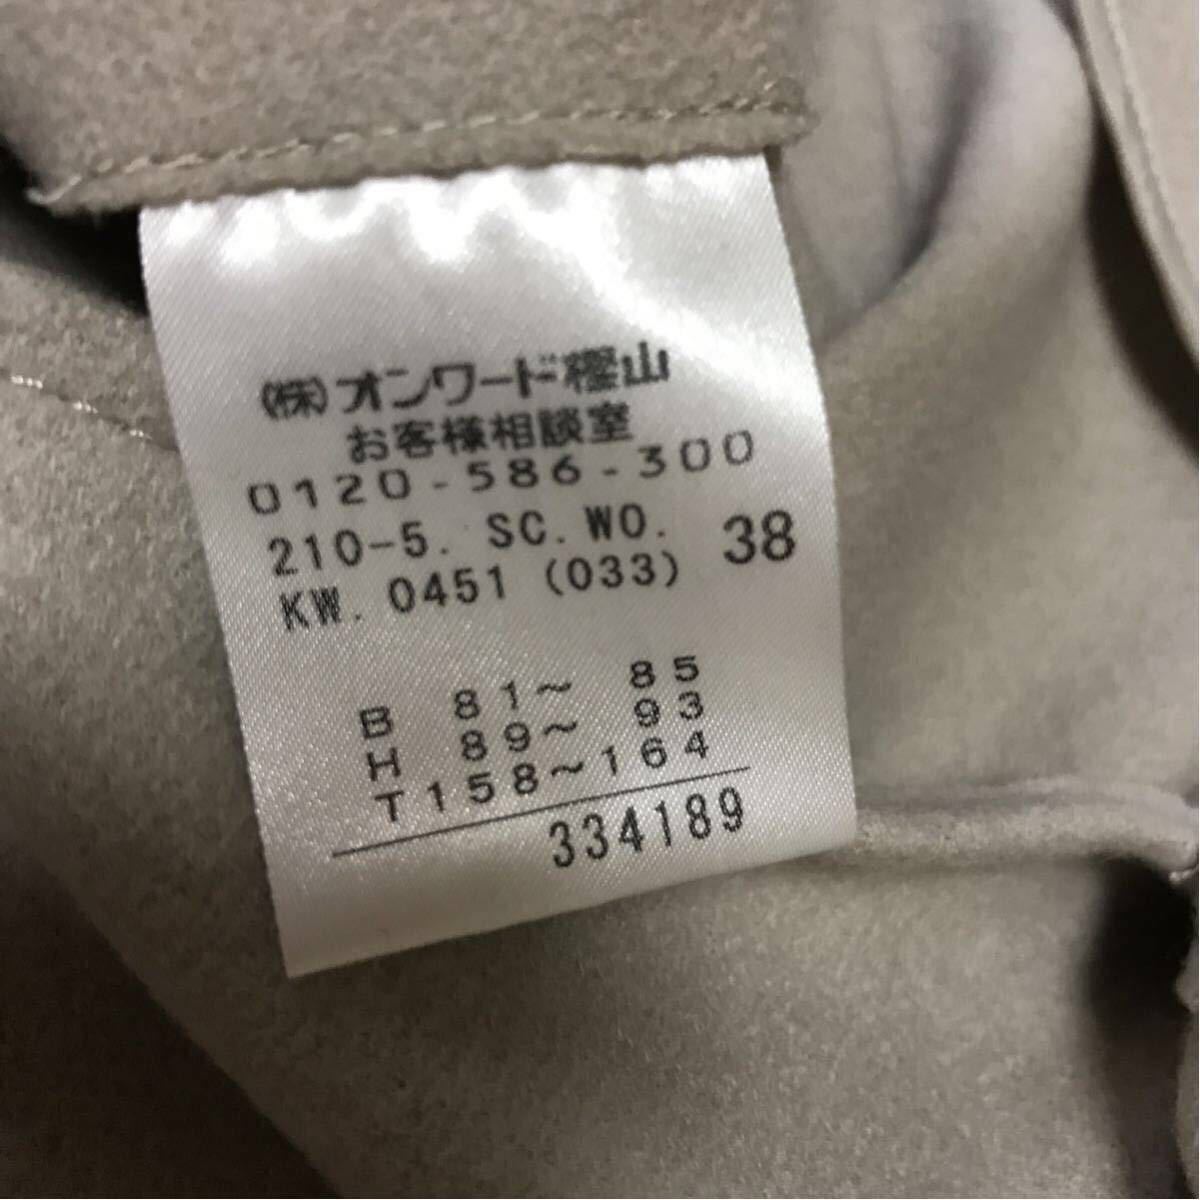 (株)オンワード樫山
お客様相談室
0120-586-300
210-5. SC. WO. 38
KW. 0451 (033)
B 81～ 85
H 89～ 93
T158～164
334189